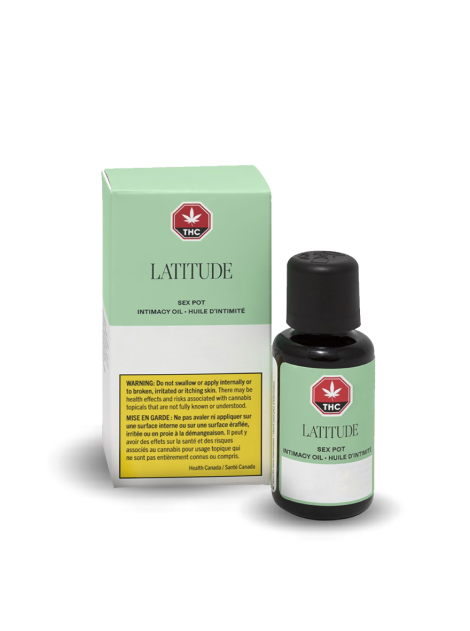 THC
LATITUDE
SEX POT
INTIMACY OIL • HUILE D'INTIMITÉ
WARNING: Do not swallow or apply internally or
to broken, irritated or itching skin. There may be
health effects and risks associated with cannabis
topicals that are not fully known or understood.
MISE EN GARDE : Ne pas avaler ni appliquer sur
une surface interne ou sur une surface éraflée,
irritée ou en proie à la démangeaison. Il peut y
avoir des effets sur la santé et des risques
associés au cannabis pour usage topique qui
ne sont pas entièrement connus ou compris.
Health Canada / Santé Canada
THC
LATITUDE
SEX POT
INTIMACY OIL • HUILE D'INTIMITÉ